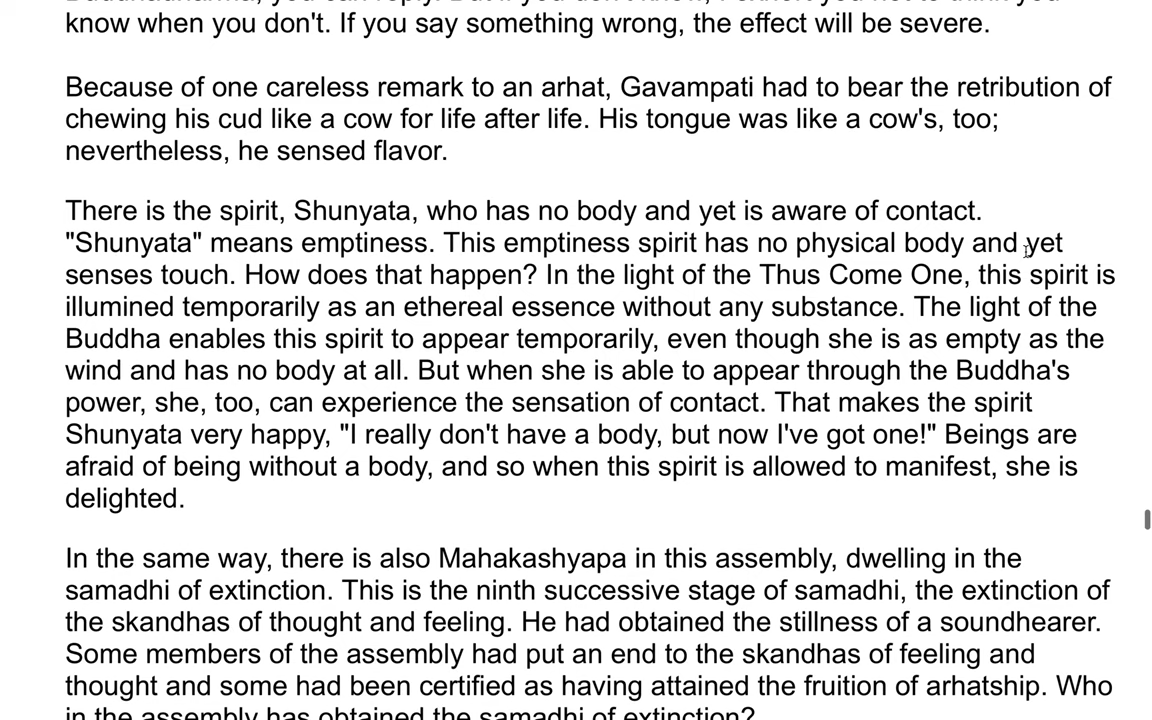 know when you don't. If you say something wrong, the effect will be severe.
Because of one careless remark to an arhat, Gavampati had to bear the retribution of
chewing his cud like a cow for life after life. His tongue was like a cow's, too;
nevertheless, he sensed flavor.
There is the spirit, Shunyata, who has no body and yet is aware of contact.
"Shunyata" means emptiness. This emptiness spirit has no physical body and yet
senses touch. How does that happen? In the light of the Thus Come One, this spirit is
illumined temporarily as an ethereal essence without any substance. The light of the
Buddha enables this spirit to appear temporarily, even though she is as empty as the
wind and has no body at all. But when she is able to appear through the Buddha's
power, she, too, can experience the sensation of contact. That makes the spirit
Shunyata very happy, "I really don't have a body, but now I've got one!" Beings are
afraid of being without a body, and so when this spirit is allowed to manifest, she is
delighted.
In the same way, there is also Mahakashyapa in this assembly, dwelling in the
samadhi of extinction. This is the ninth successive stage of samadhi, the extinction of
the skandhas of thought and feeling. He had obtained the stillness of a soundhearer.
Some members of the assembly had put an end to the skandhas of feeling and
thought and some had been certified as having attained the fruition of arhatship. Who
in the assembly has obtained the samadhi of extinction?